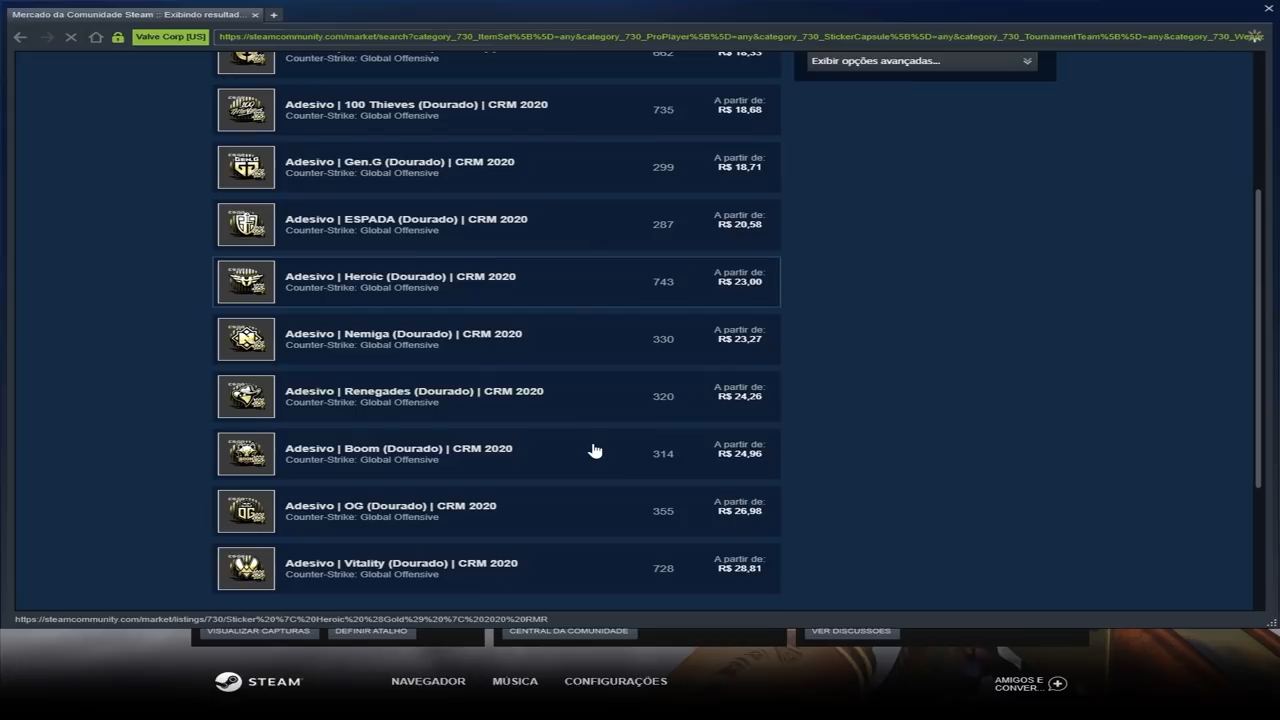 Mercado da Comunidade Steam :: Exibindo resultad...
Valve Corp [US]
https://steamcommunity.com/market/search?category_730_ItemSet%5B%5D=any&category_730_ProPlayer%5B%5D=any&category_730_StickerCapsule%5B%5D=any&category_730_TournamentTeam%5B%5D=any&category_730_We
Counter-Strike: Global Offensive
662
R$ 18,33
Exibir opções avançadas...
Adesivo | 100 Thieves (Dourado) | CRM 2020
Counter-Strike: Global Offensive
735
A partir de:
R$ 18,68
Adesivo | Gen.G (Dourado) | CRM 2020
Counter-Strike: Global Offensive
299
A partir de:
R$ 18,71
Adesivo | ESPADA (Dourado) | CRM 2020
Counter-Strike: Global Offensive
287
A partir de:
R$ 20,58
Adesivo | Heroic (Dourado) | CRM 2020
Counter-Strike: Global Offensive
743
A partir de:
R$ 23,00
Adesivo | Nemiga (Dourado) | CRM 2020
Counter-Strike: Global Offensive
330
A partir de:
R$ 23,27
Adesivo | Renegades (Dourado) | CRM 2020
Counter-Strike: Global Offensive
320
A partir de:
R$ 24,26
Adesivo | Boom (Dourado) | CRM 2020
Counter-Strike: Global Offensive
314
A partir de:
R$ 24,96
Adesivo | OG (Dourado) | CRM 2020
Counter-Strike: Global Offensive
355
A partir de:
R$ 26,98
Adesivo | Vitality (Dourado) | CRM 2020
Counter-Strike: Global Offensive
728
A partir de:
R$ 28,81
https://steamcommunity.com/market/listings/730/Sticker%20%7C%20Heroic%20%28Gold%29%20%7C%202020%20RMR
VISUALIZAR CAPTURAS
DEFINIR ATALHO
CENTRAL DA COMUNIDADE
VER DISCUSSÕES
STEAM
NAVEGADOR
MÚSICA
CONFIGURAÇÕES
AMIGOS E
CONVER...